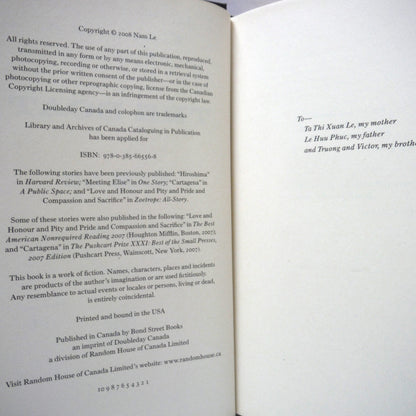 Copyright © 2008 Nam Le
All rights reserved. The use of any part of this publication, reproduced,
transmitted in any form or by any means electronic, mechanical,
photocopying, recording or otherwise, or stored in a retrieval system
without the prior written consent of the publisher—or in the case of
photocopying or other reprographic copying, license from the Canadian
Copyright Licensing agency—is an infringement of the copyright law.
Doubleday Canada and colophon are trademarks
Library and Archives of Canada Cataloguing in Publication
has been applied for
ISBN: 978-0-385-66556-8
The following stories have been previously published: "Hiroshima"
in Harvard Review; "Meeting Elise" in One Story; "Cartagena" in
A Public Space; and "Love and Honour and Pity and Pride and
Compassion and Sacrifice" in Zoetrope: All-Story.
Some of these stories were also published in the following: "Love and
Honour and Pity and Pride and Compassion and Sacrifice" in The Best
American Nonrequired Reading 2007 (Houghton Mifflin, Boston, 2007),
and "Cartagena" in The Pushcart Prize XXXI: Best of the Small Presses,
2007 Edition (Pushcart Press, Wainscott, New York, 2007).
This book is a work of fiction. Names, characters, places and incidents
are products of the author's imagination or are used fictitiously.
Any resemblance to actual events or locales or persons, living or dead,
is entirely coincidental.
Printed and bound in the USA
Published in Canada by Bond Street Books
an imprint of Doubleday Canada
a division of Random House of Canada Limited
Visit Random House of Canada Limited's website: www.randomhouse.ca
10 9 8 7 6 5 4 3 2 1
To—
Ta Thi Xuan Le, my mother
Le Huu Phuc, my father
and Truong and Victor, my brothe